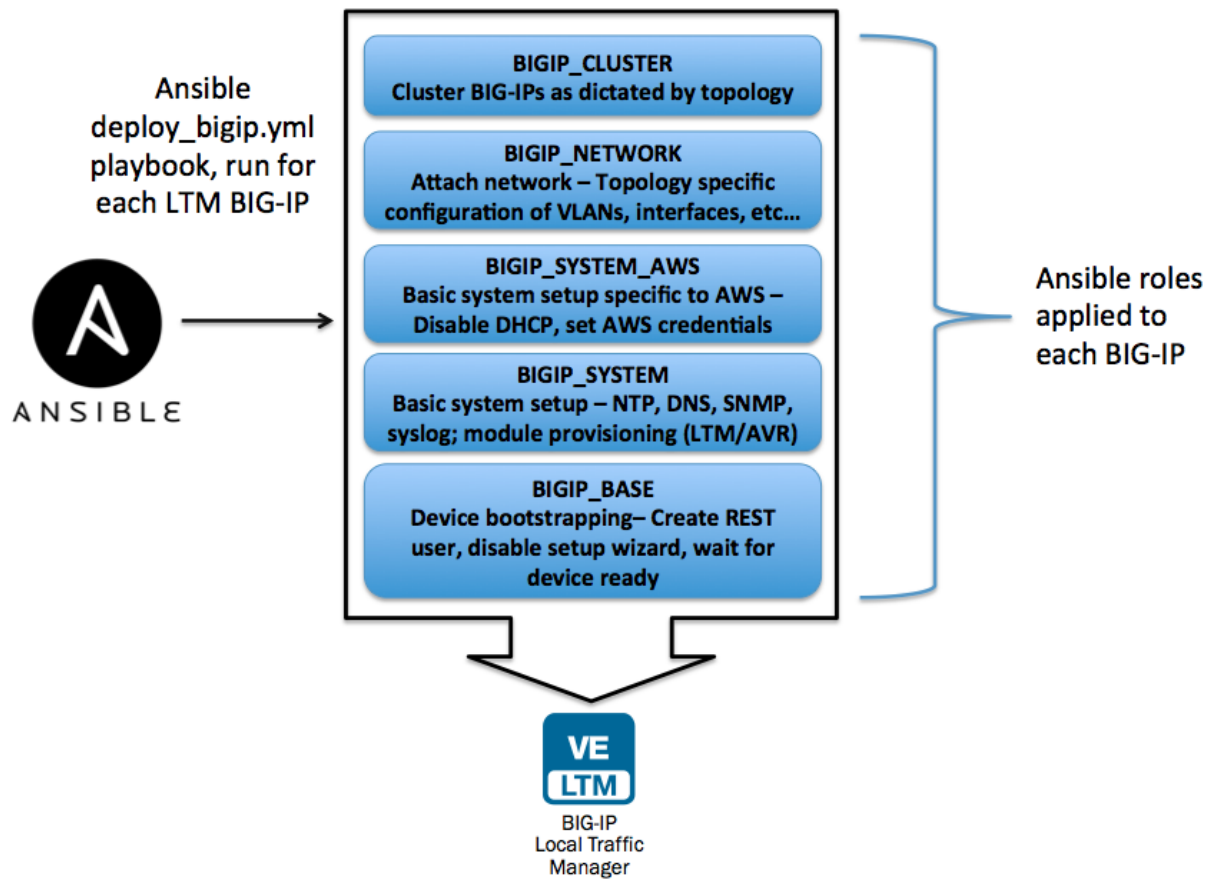 Ansible
deploy_bigip.yml
playbook, run for
each LTM BIG-IP
ANSIBLE
BIGIP_CLUSTER
Cluster BIG-IPs as dictated by topology
BIGIP_NETWORK
Attach network – Topology specific
configuration of VLANs, interfaces, etc...
BIGIP_SYSTEM_AWS
Basic system setup specific to AWS –
Disable DHCP, set AWS credentials
BIGIP_SYSTEM
Basic system setup – NTP, DNS, SNMP,
syslog; module provisioning (LTM/AVR)
BIGIP_BASE
Device bootstrapping– Create REST
user, disable setup wizard, wait for
device ready
Ansible roles
applied to
each BIG-IP
VE
LTM
BIG-IP
Local Traffic
Manager